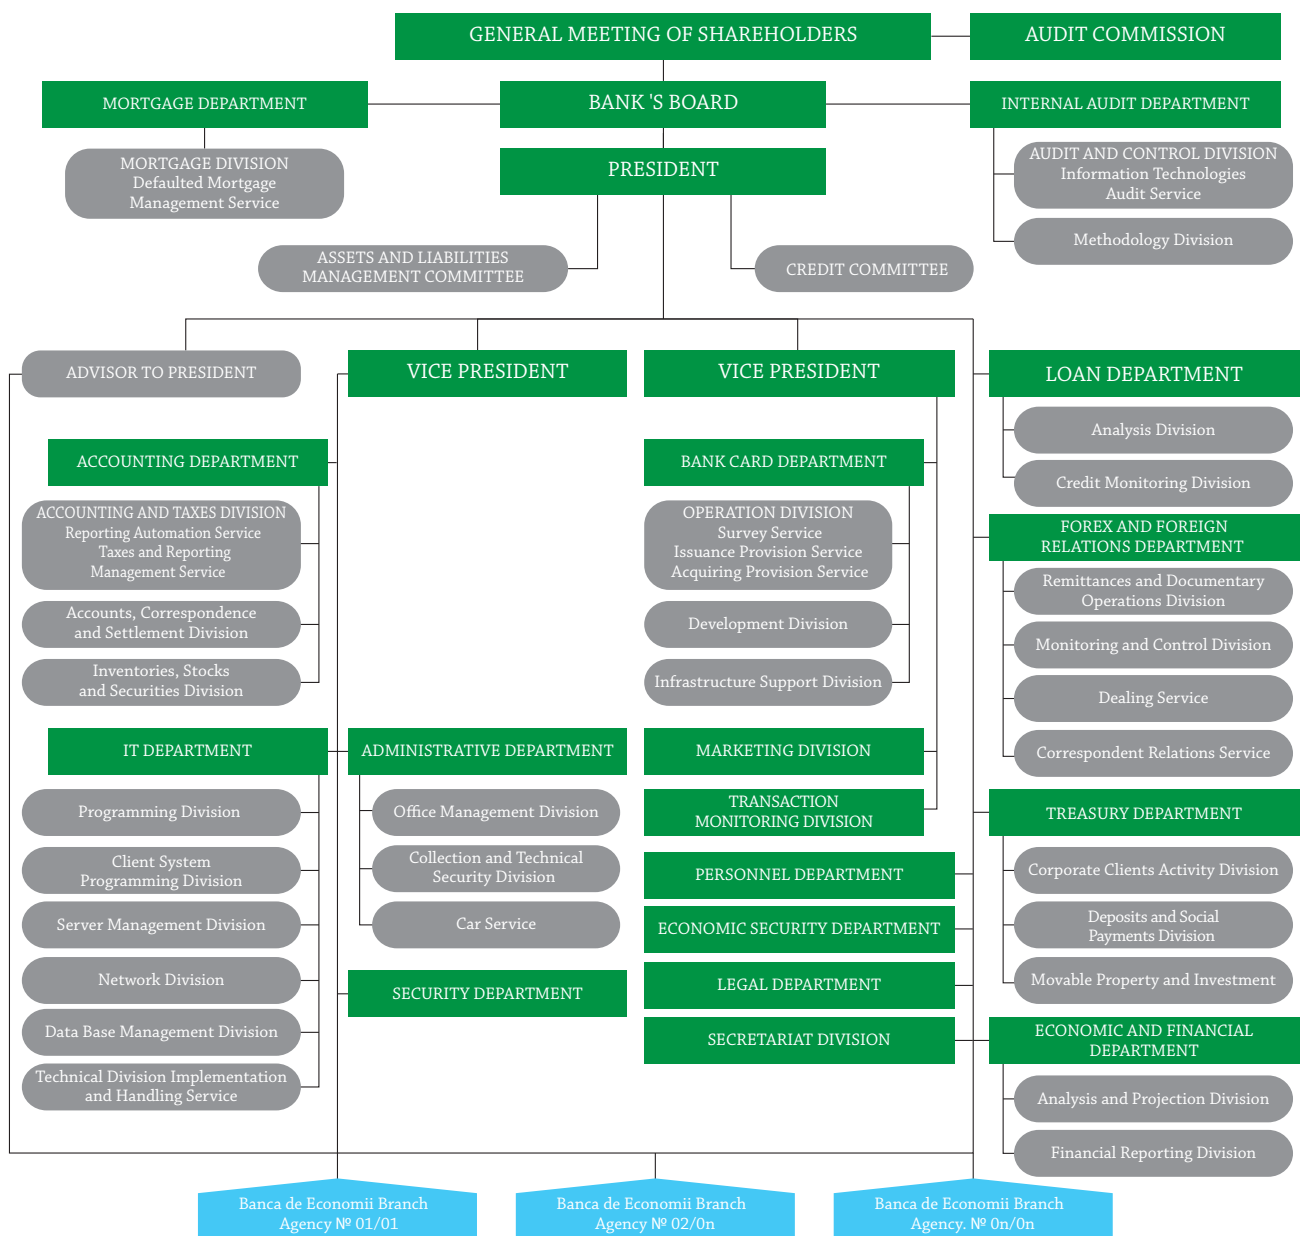 GENERAL MEETING OF SHAREHOLDERS
AUDIT COMMISSION
MORTGAGE DEPARTMENT
BANK 'S BOARD
INTERNAL AUDIT DEPARTMENT
MORTGAGE DIVISION
Defaulted Mortgage
Management Service
PRESIDENT
AUDIT AND CONTROL DIVISION
Information Technologies
Audit Service
Methodology Division
ASSETS AND LIABILITIES
MANAGEMENT COMMITTEE
CREDIT COMMITTEE
ADVISOR TO PRESIDENT
VICE PRESIDENT
VICE PRESIDENT
LOAN DEPARTMENT
Analysis Division
Credit Monitoring Division
ACCOUNTING DEPARTMENT
ACCOUNTING AND TAXES DIVISION
Reporting Automation Service
Taxes and Reporting
Management Service
Accounts, Correspondence
and Settlement Division
Inventories, Stocks
and Securities Division
BANK CARD DEPARTMENT
OPERATION DIVISION
Survey Service
Issuance Provision Service
Acquiring Provision Service
Development Division
Infrastructure Support Division
FOREX AND FOREIGN
RELATIONS DEPARTMENT
Remittances and Documentary
Operations Division
Monitoring and Control Division
Dealing Service
Correspondent Relations Service
IT DEPARTMENT
Programming Division
Client System
Programming Division
Server Management Division
Network Division
Data Base Management Division
Technical Division Implementation
and Handling Service
ADMINISTRATIVE DEPARTMENT
Office Management Division
Collection and Technical
Security Division
Car Service
SECURITY DEPARTMENT
MARKETING DIVISION
TRANSACTION
MONITORING DIVISION
PERSONNEL DEPARTMENT
ECONOMIC SECURITY DEPARTMENT
LEGAL DEPARTMENT
SECRETARIAT DIVISION
TREASURY DEPARTMENT
Corporate Clients Activity Division
Deposits and Social
Payments Division
Movable Property and Investment
ECONOMIC AND FINANCIAL
DEPARTMENT
Analysis and Projection Division
Financial Reporting Division
Banca de Economii Branch
Agency № 01/01
Banca de Economii Branch
Agency № 02/0n
Banca de Economii Branch
Agency. № 0n/0n